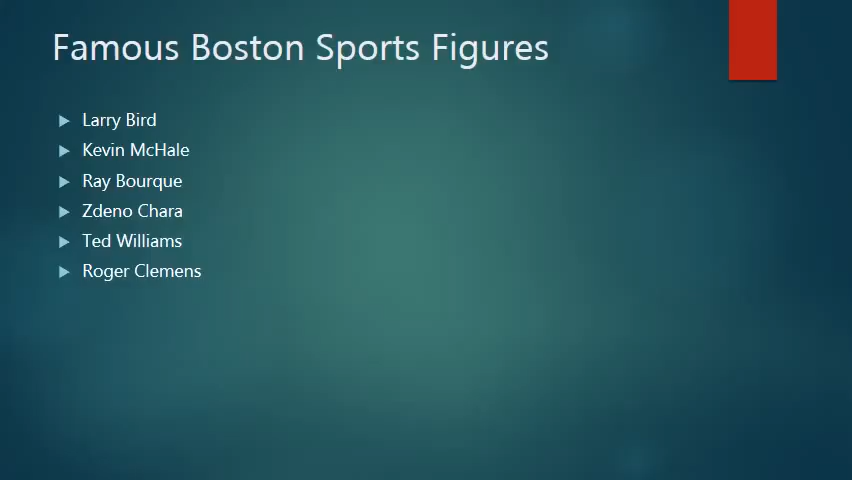 Famous Boston Sports Figures
Larry Bird
Kevin McHale
Ray Bourque
Zdeno Chara
Ted Williams
Roger Clemens